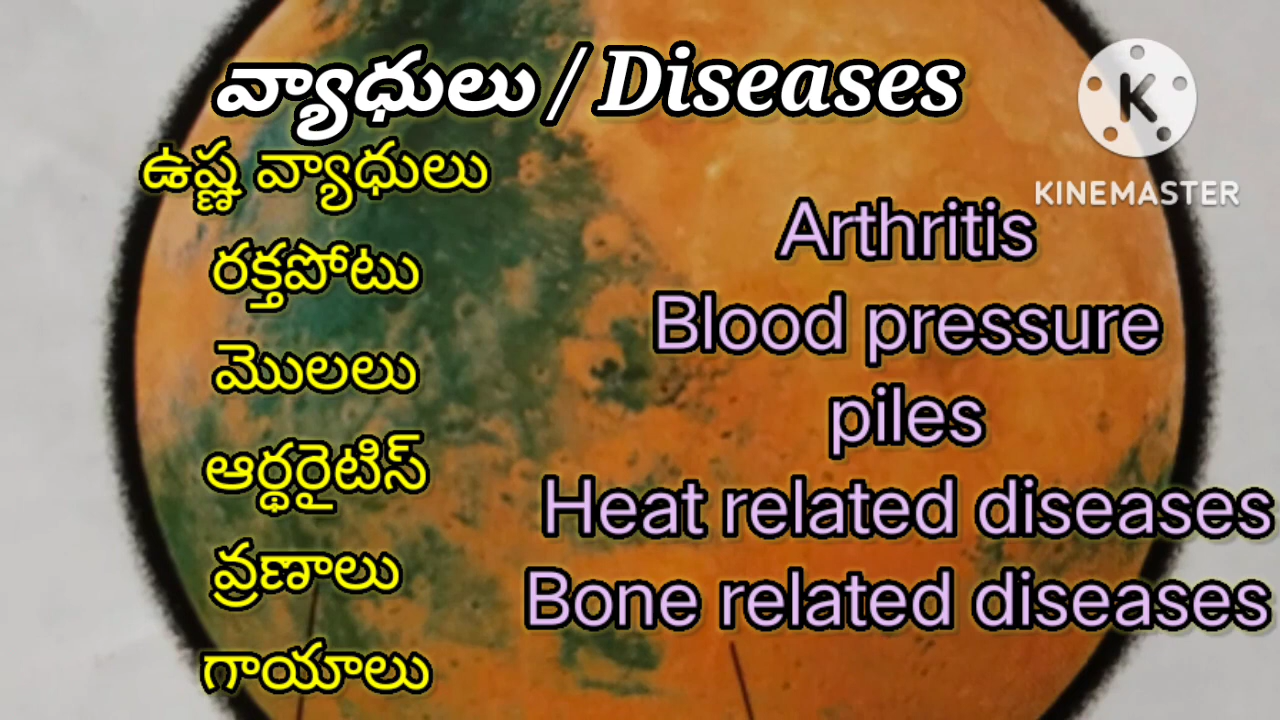 వ్యాధులు / Diseases
ఉష్ణ వ్యాధులు
రక్తపోటు
మొలలు
ఆర్థరైటిస్
వ్రణాలు
గాయాలు
K
KINEMASTER
Arthritis
Blood pressure
piles
Heat related diseases
Bone related diseases